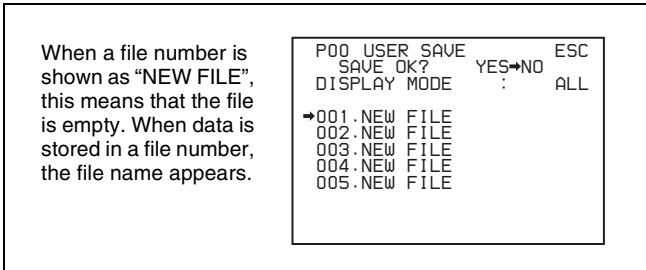 When a file number is
shown as “NEW FILE”,
this means that the file
is empty. When data is
stored in a file number,
the file name appears.
P00 USER SAVE ESC
SAVE OK? YES➡NO
DISPLAY MODE : ALL
➡001.NEW FILE
002.NEW FILE
003.NEW FILE
004.NEW FILE
005.NEW FILE